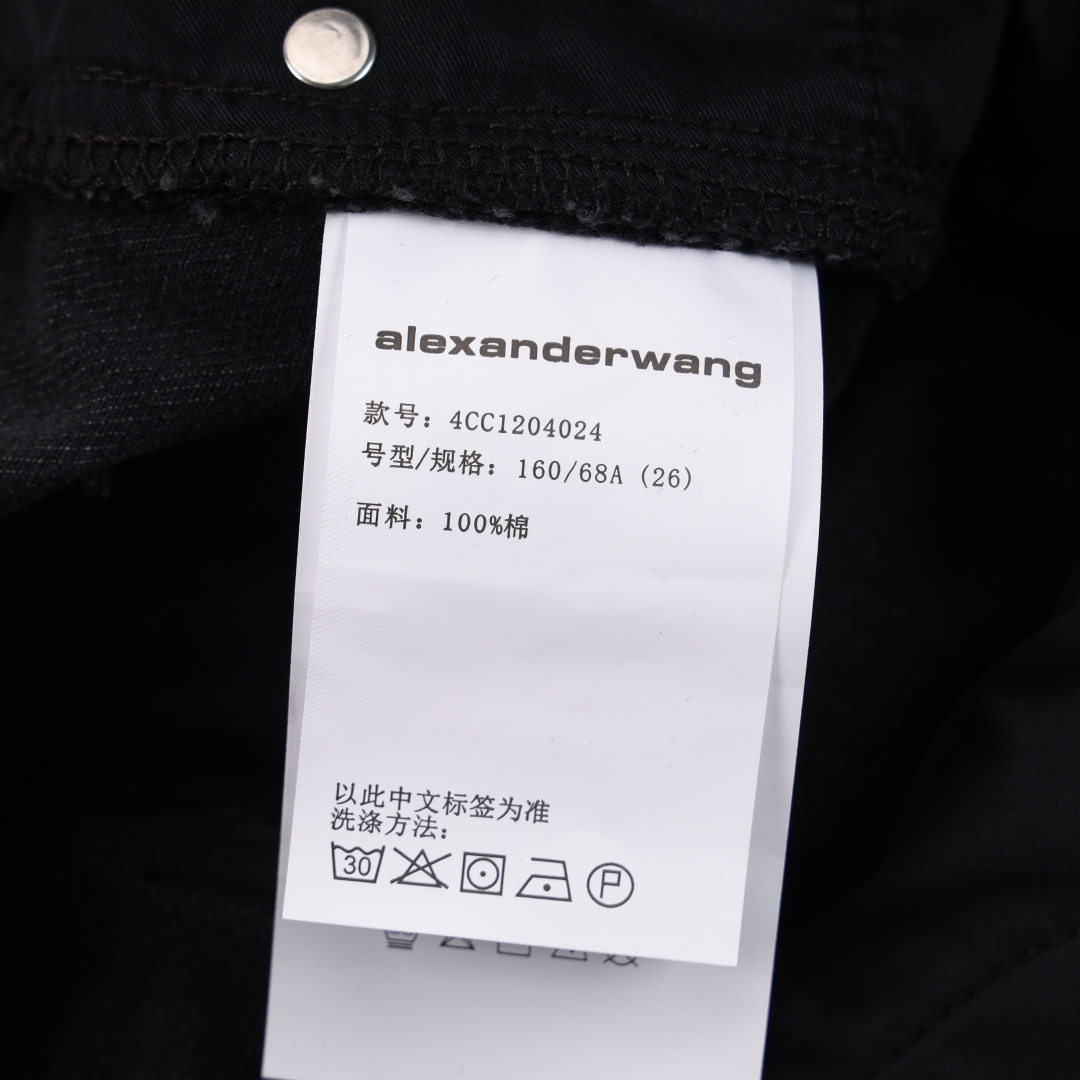 alexanderwang
款号：4CC1204024
号型/规格：160/68A (26)
面料：100%棉
以此中文标签为准
洗涤方法：
30
P